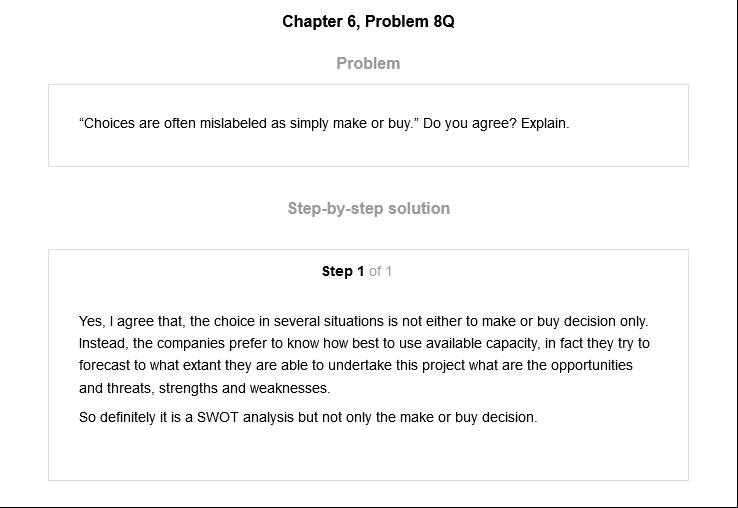 Chapter 6, Problem 8Q
Problem
“Choices are often mislabeled as simply make or buy.” Do you agree? Explain.
Step-by-step solution
Step 1 of 1
Yes, I agree that, the choice in several situations is not either to make or buy decision only.
Instead, the companies prefer to know how best to use available capacity, in fact they try to
forecast to what extant they are able to undertake this project what are the opportunities
and threats, strengths and weaknesses.
So definitely it is a SWOT analysis but not only the make or buy decision.